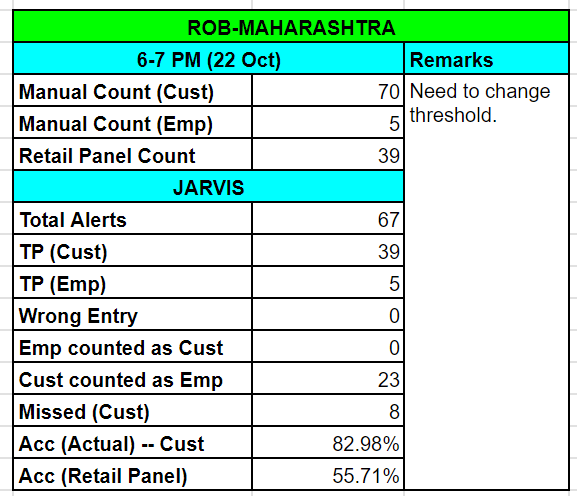 ROB-MAHARASHTRA
6-7 PM (22 Oct) Remarks
Manual Count (Cust) 70 Need to change
Manual Count (Emp) 5 threshold.
Retail Panel Count 39
JARVIS
Total Alerts 67
TP (Cust) 39
TP (Emp) 5
Wrong Entry 0
Emp counted as Cust 0
Cust counted as Emp 23
Missed (Cust) 8
Acc (Actual) -- Cust 82.98%
Acc (Retail Panel) 55.71%